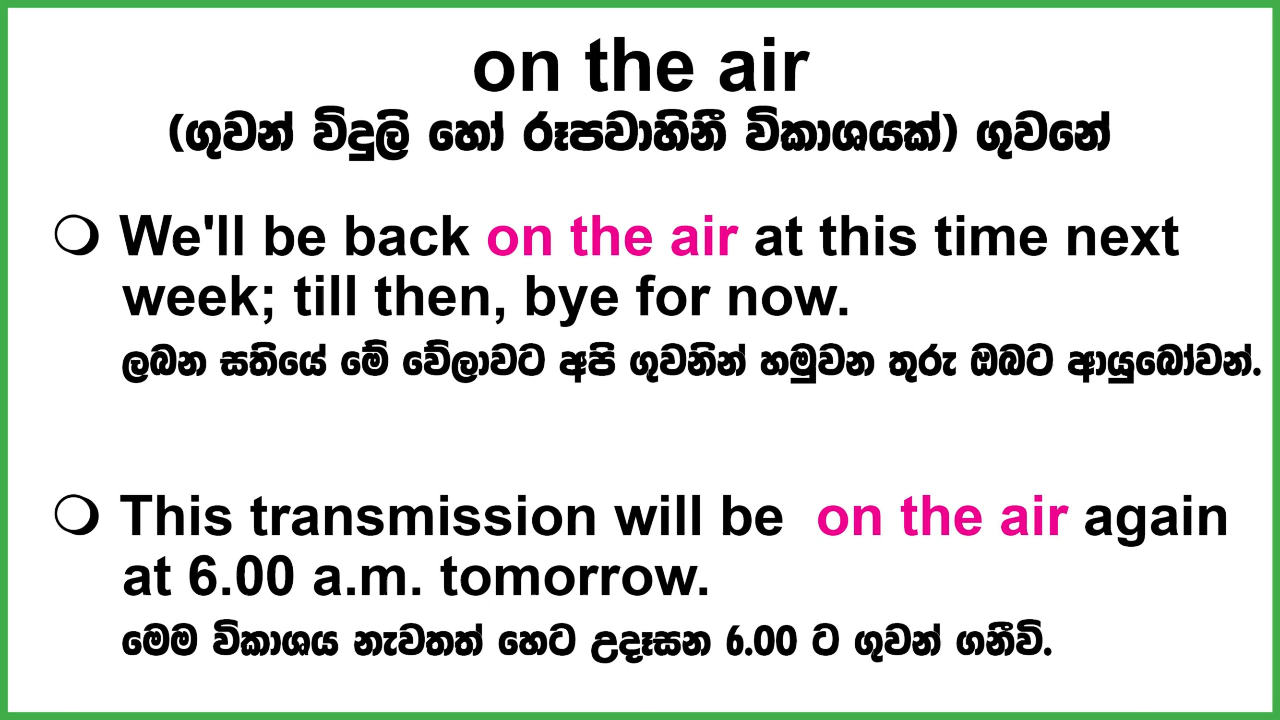 on the air
(ගුවන් විදුලි හෝ රූපවාහිනී විකාශයක්) ගුවනේ
❍ We'll be back on the air at this time next
week; till then, bye for now.
ලබන සතියේ මේ වේලාවට අපි ගුවනින් හමුවන තුරු ඔබට ආයුබෝවන්.
❍ This transmission will be on the air again
at 6.00 a.m. tomorrow.
මෙම විකාශය නැවතත් හෙට උදෑසන 6.00 ට ගුවන් ගනීවි.